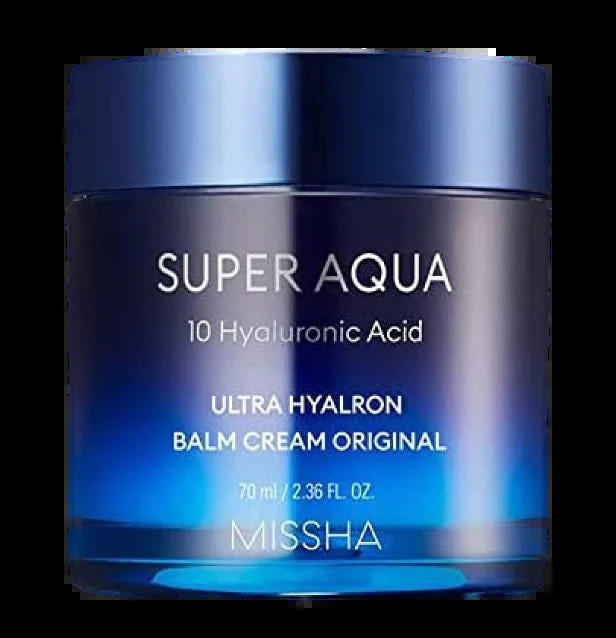 SUPER AQUA
10 Hyaluronic Acid
ULTRA HYALRON
BALM CREAM ORIGINAL
70 ml / 2.36 FL. OZ.
MISSHA